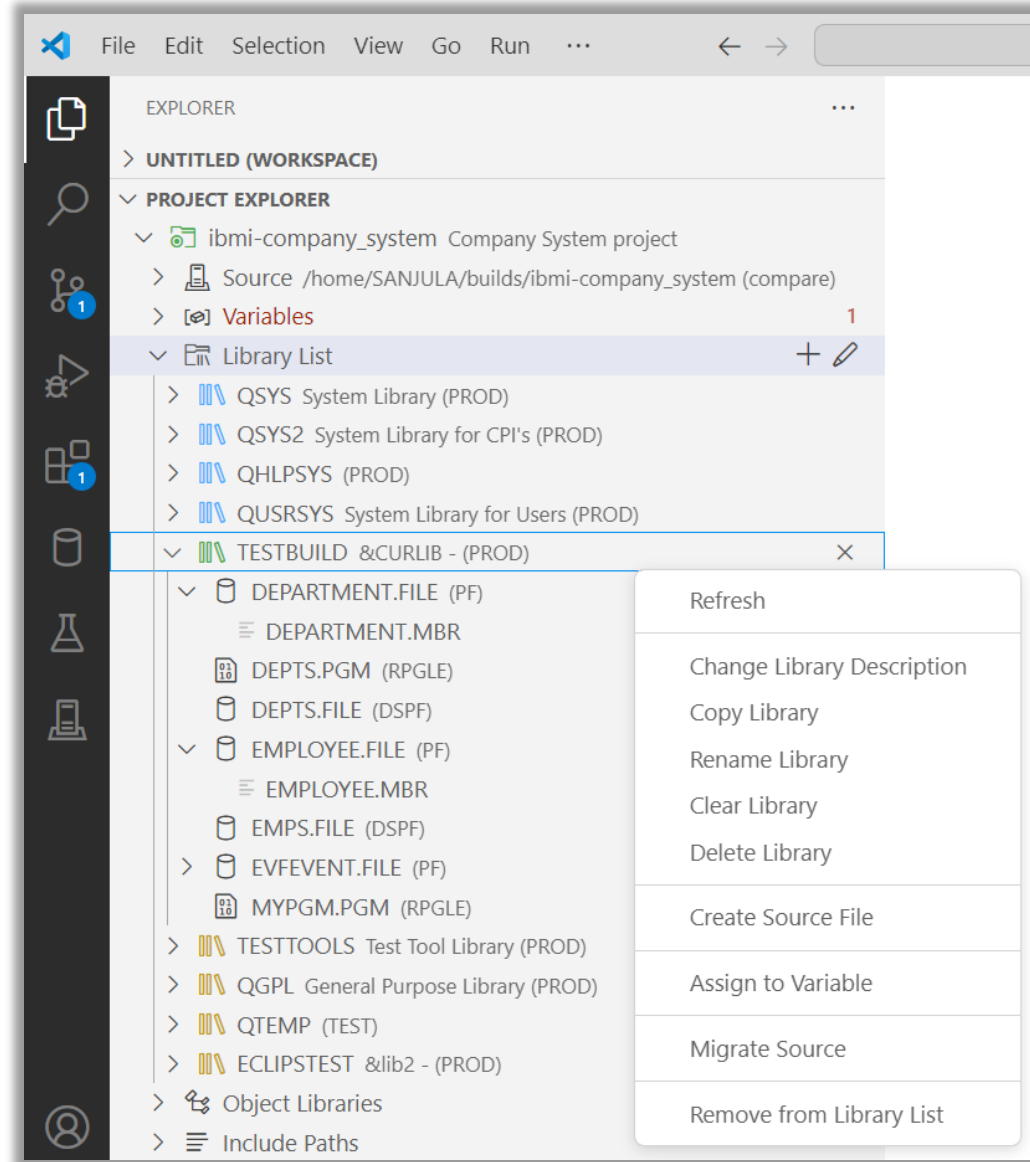 File Edit Selection View Go Run ···
EXPLORER ···
UNTITLED (WORKSPACE)
PROJECT EXPLORER
ibmi-company_system Company System project
Source /home/SANJULA/builds/ibmi-company_system (compare)
1
Variables 1
Library List
QSYS System Library (PROD)
QSYS2 System Library for CPI's (PROD)
QHLPSYS (PROD)
1
QUSRSYS System Library for Users (PROD)
TESTBUILD &CURLIB - (PROD)
DEPARTMENT.FILE (PF)
DEPARTMENT.MBR
DEPTS.PGM (RPGLE)
DEPTS.FILE (DSPF)
EMPLOYEE.FILE (PF)
EMPLOYEE.MBR
EMPS.FILE (DSPF)
EVFEVENT.FILE (PF)
MYPGM.PGM (RPGLE)
TESTTOOLS Test Tool Library (PROD)
QGPL General Purpose Library (PROD)
QTEMP (TEST)
ECLIPSTEST &lib2 - (PROD)
Object Libraries
Include Paths
Refresh
Change Library Description
Copy Library
Rename Library
Clear Library
Delete Library
Create Source File
Assign to Variable
Migrate Source
Remove from Library List